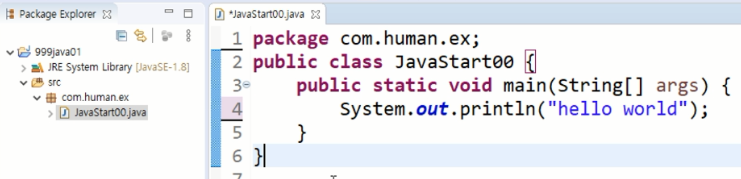 Package Explorer
999java01
JRE System Library [JavaSE-1.8]
src
com.human.ex
JavaStart00.java
*JavaStart00.java
1 package com.human.ex;
2 public class JavaStart00 {
3 public static void main(String[] args) {
4 System.out.println("hello world");
5 }
6 }
7